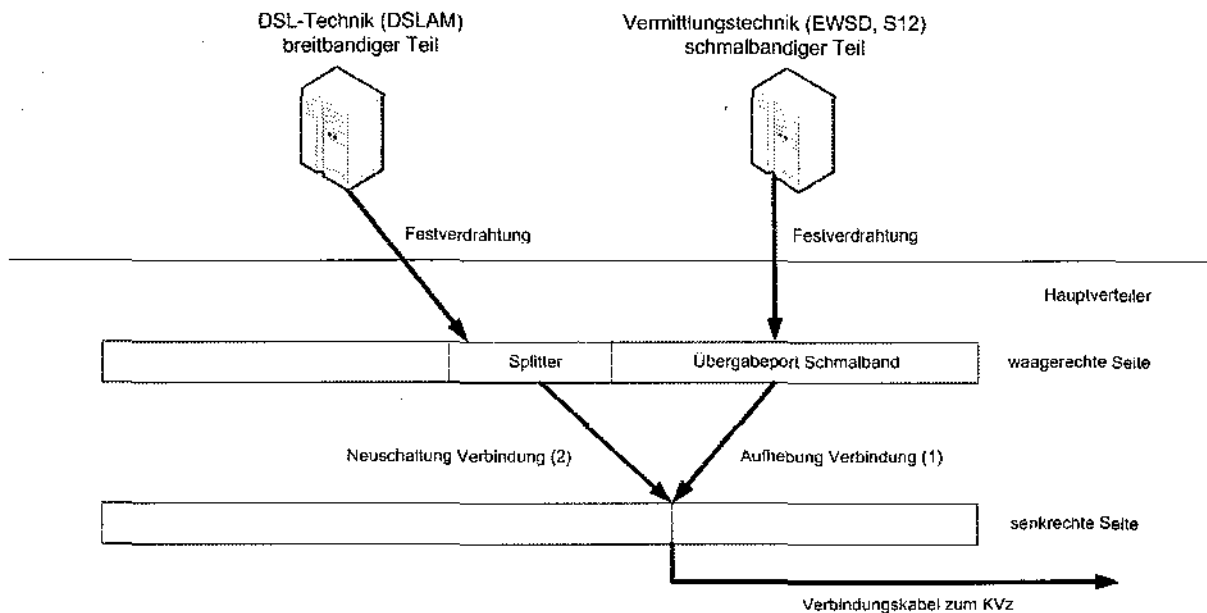 DSL-Technik (DSLAM)
breitbandiger Teil
Vermittlungstechnik (EWSD, S12)
schmalbandiger Teil
Festverdrahtung
Festverdrahtung
Hauptverteiler
Splitter
Übergabeport Schmalband
waagerechte Seite
Neuschaltung Verbindung (2)
Aufhebung Verbindung (1)
senkrechte Seite
Verbindungskabel zum KVz